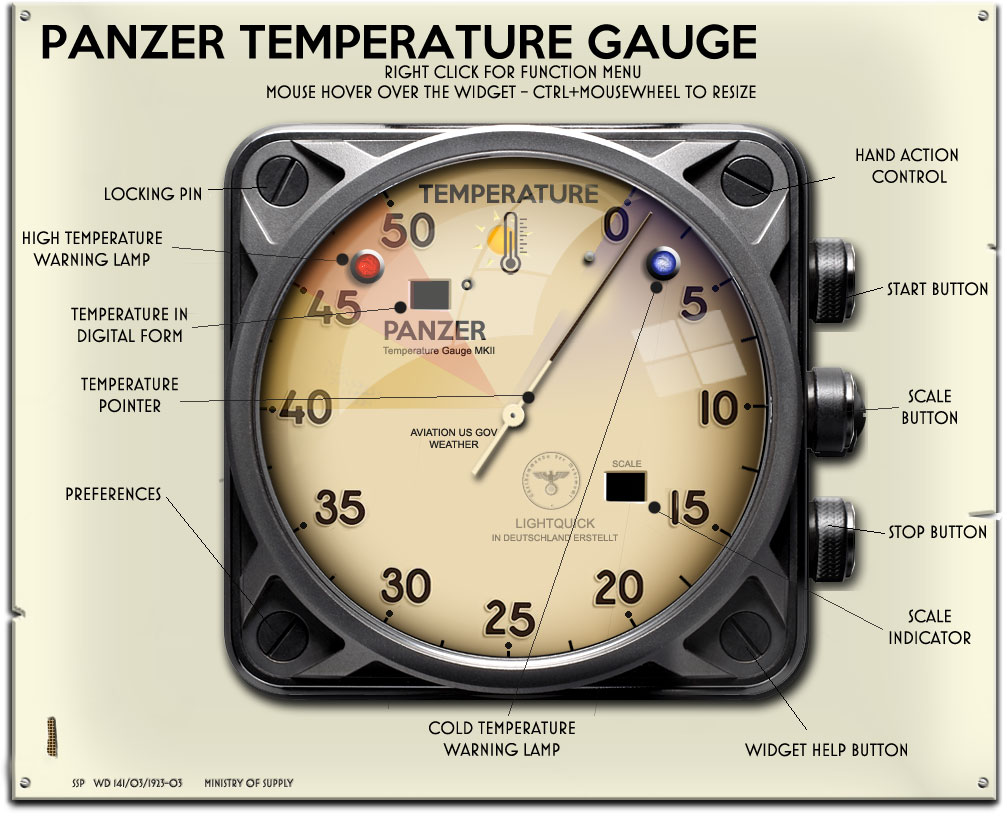 PANZER TEMPERATURE GAUGE
RIGHT CLICK FOR FUNCTION MENU
MOUSE HOVER OVER THE WIDGET - CTRL+MOUSEWHEEL TO RESIZE
HAND ACTION
CONTROL
LOCKING PIN
TEMPERATURE
50
0
HIGH TEMPERATURE
WARNING LAMP
START BUTTON
45
5
TEMPERATURE IN
DIGITAL FORM
PANZER
Temperature Gauge MKII
TEMPERATURE
POINTER
40
10
SCALE
BUTTON
AVIATION US GOV
WEATHER
SCALE
PREFERENCES
35
15
LIGHTQUICK
IN DEUTSCHLAND ERSTELLT
STOP BUTTON
30
20
25
SCALE
INDICATOR
COLD TEMPERATURE
WARNING LAMP
WIDGET HELP BUTTON
SSP WD 141/03/1923-03 MINISTRY OF SUPPLY